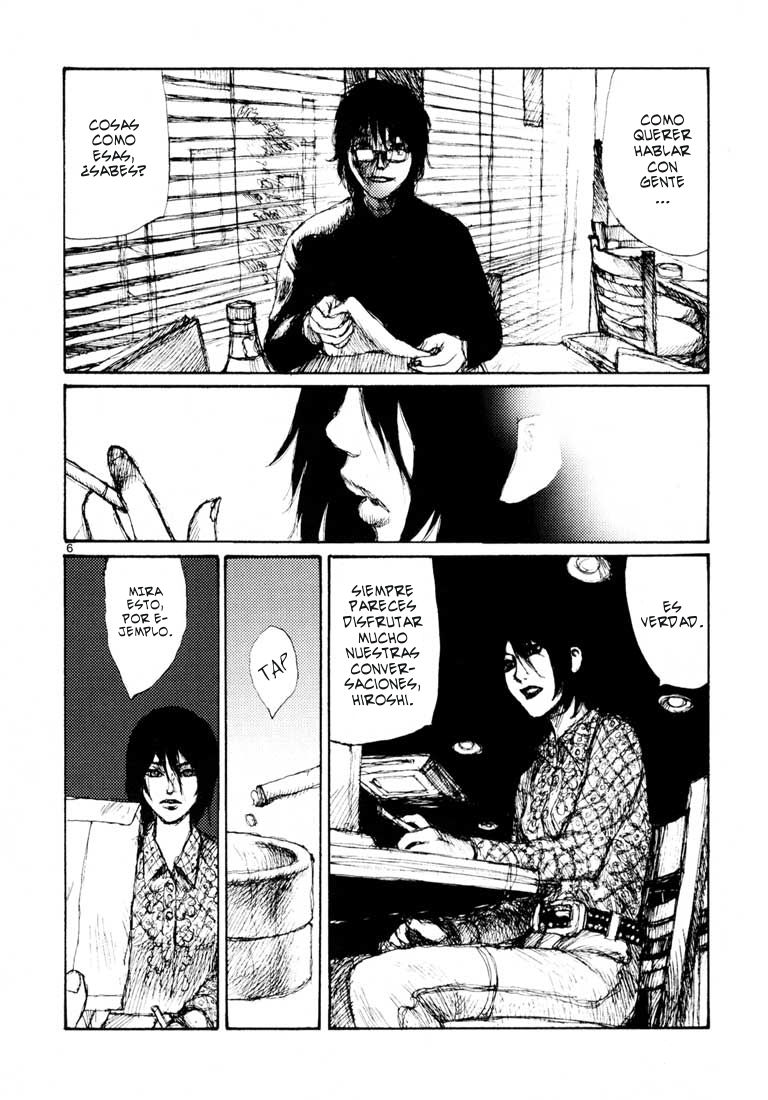 COMO
QUERER
HABLAR
CON
GENTE
...
COSAS
COMO
ESAS,
¿SABES?
6
ES
VERDAD.
SIEMPRE
PARECES
DISFRUTAR
MUCHO
NUESTRAS
CONVER-
SACIONES,
HIROSHI.
TAP
MIRA
ESTO,
POR E-
JEMPLO.